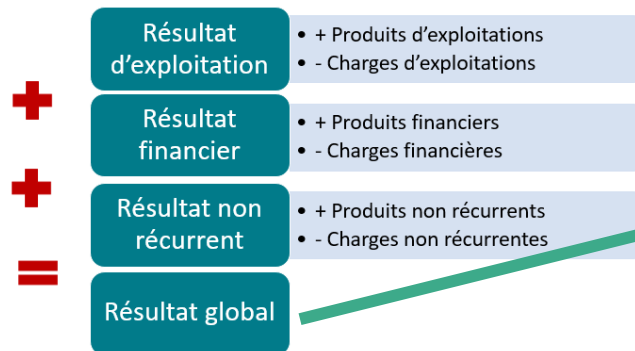 Résultat
d’exploitation
• + Produits d’exploitations
• - Charges d’exploitations
+
Résultat
financier
• + Produits financiers
• - Charges financières
+
Résultat non
récurrent
• + Produits non récurrents
• - Charges non récurrentes
=
Résultat global